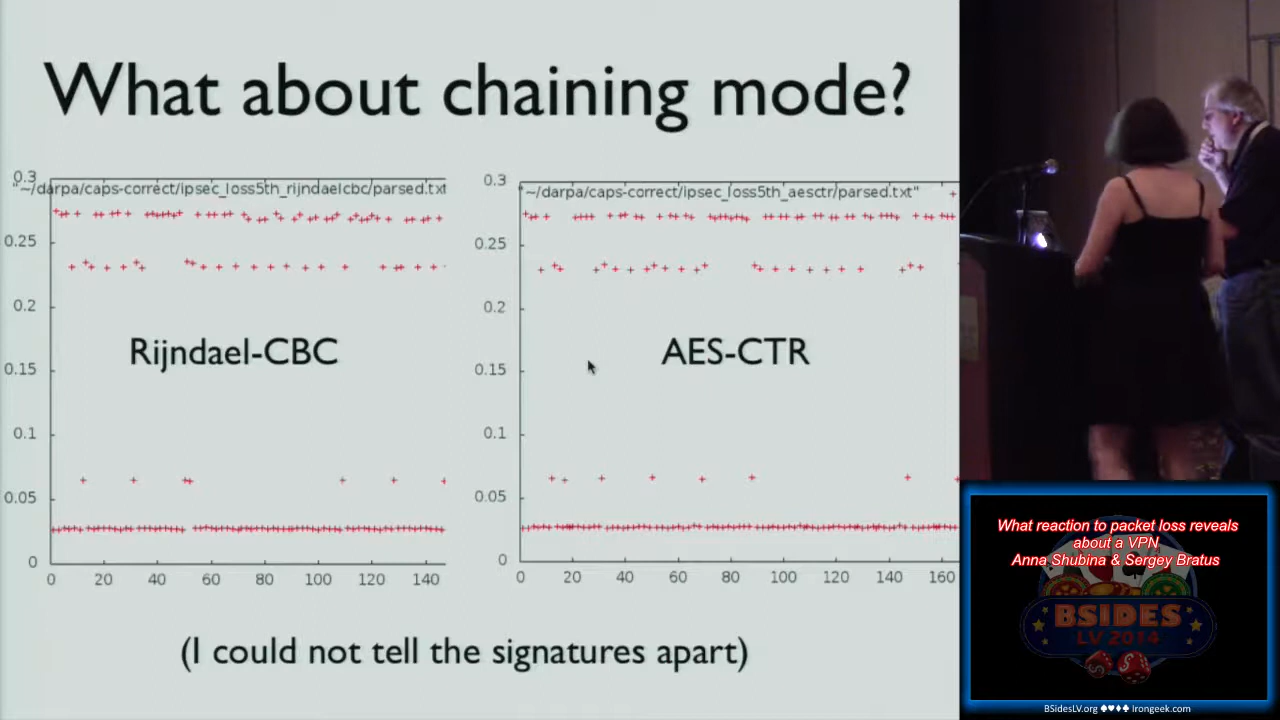 What about chaining mode?
0.3
"~/darpa/caps-correct/ipsec_loss5th_rijndaelcbc/parsed.txt
0.25
0.2
0.15
0.1
0.05
0
0 20 40 60 80 100 120 140
Rijndael-CBC
0.3
"~/darpa/caps-correct/ipsec_loss5th_aesctr/parsed.txt"
0.25
0.2
0.15
0.1
0.05
0
0 20 40 60 80 100 120 140 160
AES-CTR
(I could not tell the signatures apart)
What reaction to packet loss reveals
about a VPN
Anna Shubina & Sergey Bratus
BSIDES
LV 2014
BSidesLV.org ♠♥♦♣ Irongeek.com